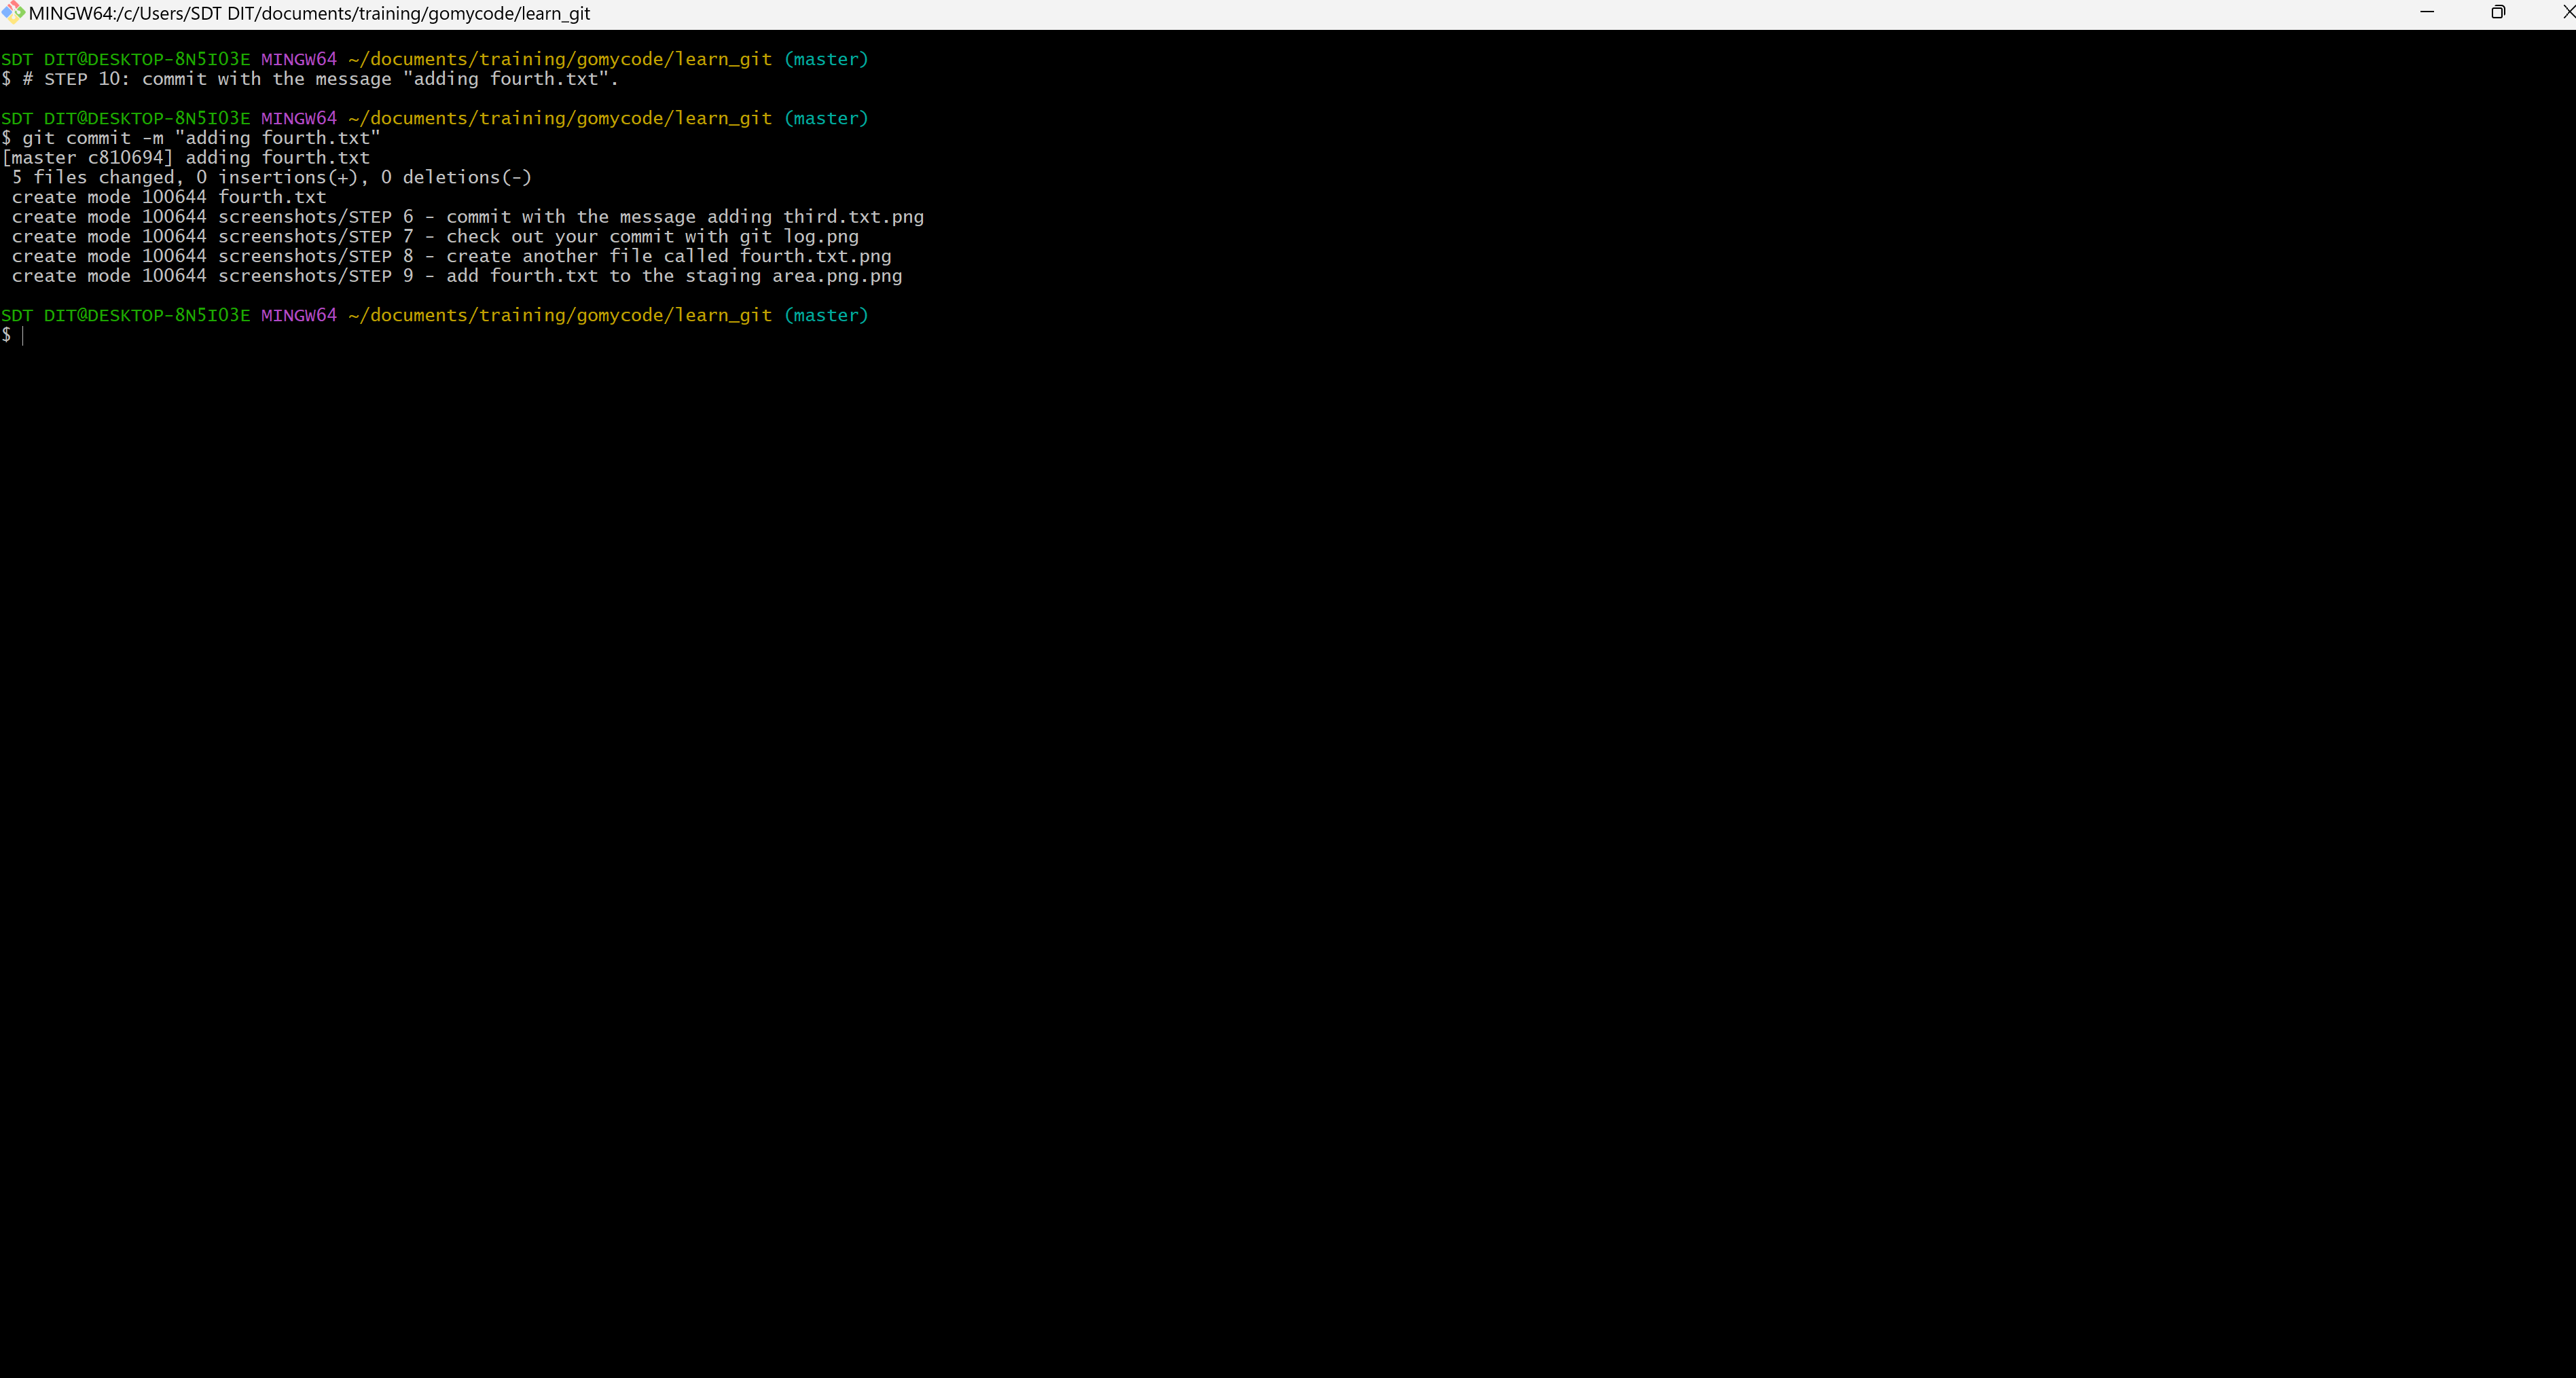 MINGW64:/c/Users/SDT DIT/documents/training/gomycode/learn_git
SDT DIT@DESKTOP-8N5IO3E MINGW64 ~/documents/training/gomycode/learn_git (master)
$ # STEP 10: commit with the message "adding fourth.txt".
SDT DIT@DESKTOP-8N5IO3E MINGW64 ~/documents/training/gomycode/learn_git (master)
$ git commit -m "adding fourth.txt"
[master c810694] adding fourth.txt
5 files changed, 0 insertions(+), 0 deletions(-)
create mode 100644 fourth.txt
create mode 100644 screenshots/STEP 6 - commit with the message adding third.txt.png
create mode 100644 screenshots/STEP 7 - check out your commit with git log.png
create mode 100644 screenshots/STEP 8 - create another file called fourth.txt.png
create mode 100644 screenshots/STEP 9 - add fourth.txt to the staging area.png.png
SDT DIT@DESKTOP-8N5IO3E MINGW64 ~/documents/training/gomycode/learn_git (master)
$